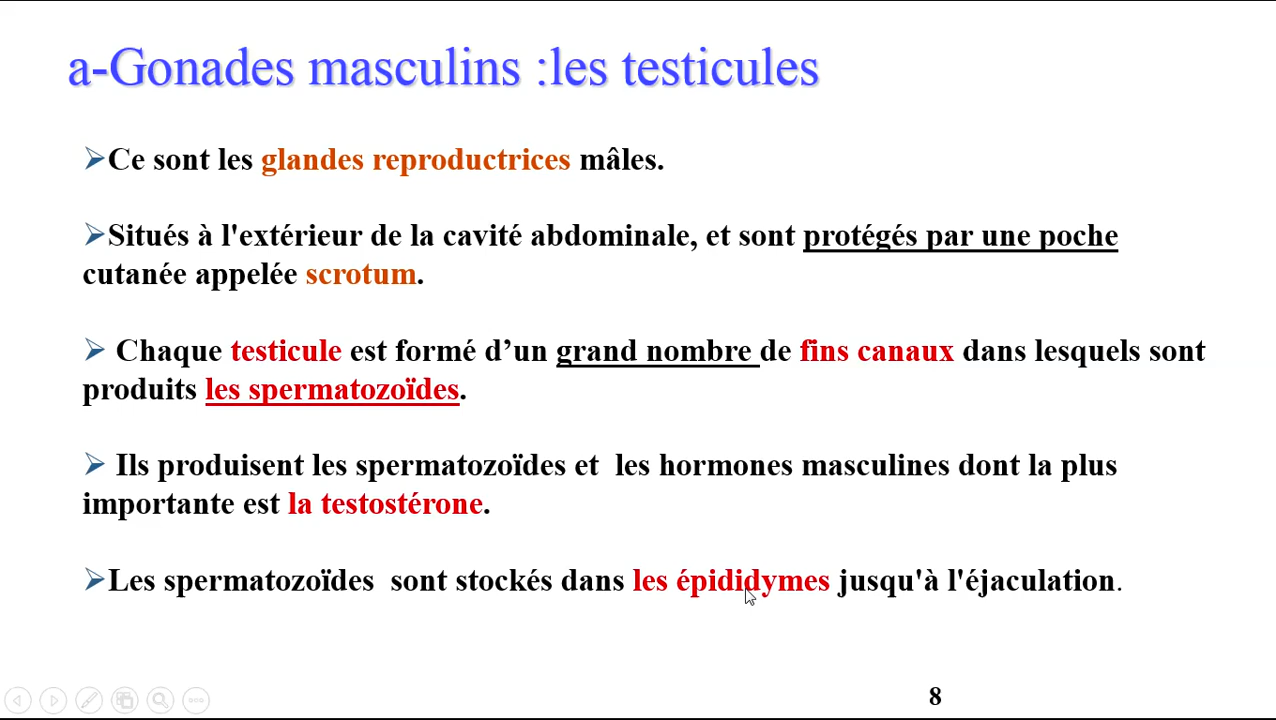 a-Gonades masculins :les testicules
➢Ce sont les glandes reproductrices mâles.
➢Situés à l'extérieur de la cavité abdominale, et sont protégés par une poche
cutanée appelée scrotum.
➢ Chaque testicule est formé d’un grand nombre de fins canaux dans lesquels sont
produits les spermatozoïdes.
➢ Ils produisent les spermatozoïdes et  les hormones masculines dont la plus
importante est la testostérone.
➢Les spermatozoïdes  sont stockés dans les épididymes jusqu'à l'éjaculation.
8